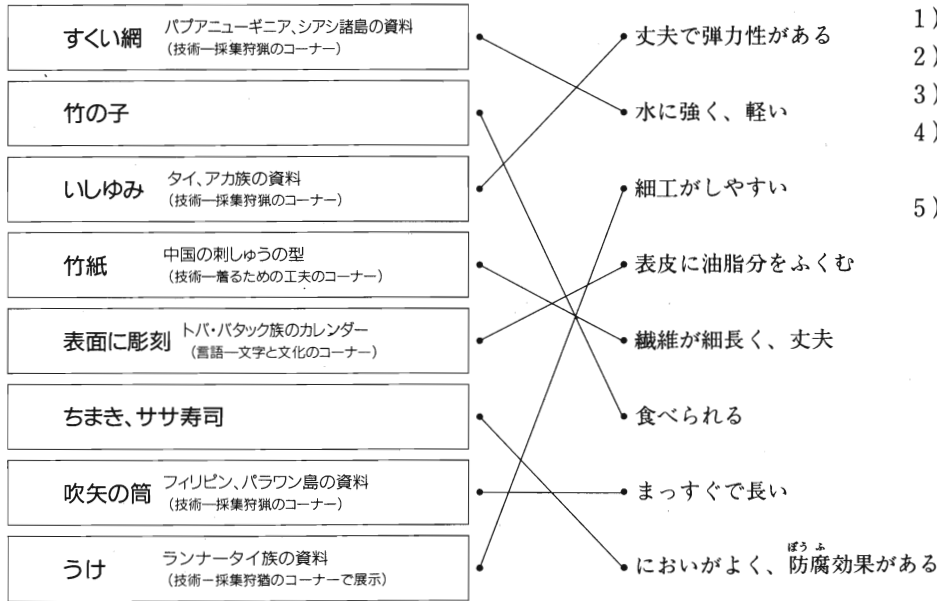 すくい網 パプアニューギニア、シアシ諸島の資料
(技術―採集狩猟のコーナー)
竹の子
いしゆみ タイ、アカ族の資料
(技術―採集狩猟のコーナー)
竹紙 中国の刺しゅうの型
(技術―着るための工夫のコーナー)
表面に彫刻 トバ・バタック族のカレンダー
(言語―文字と文化のコーナー)
ちまき、ササ寿司
吹矢の筒 フィリピン、パラワン島の資料
(技術―採集狩猟のコーナー)
うけ ランナータイ族の資料
(技術―採集狩猶のコーナーで展示)
丈夫で弾力性がある
水に強く、軽い
細工がしやすい
表皮に油脂分をふくむ
繊維が細長く、丈夫
食べられる
まっすぐで長い
ぼうふ
においがよく、防腐効果がある
1)
2)
3)
4)
5)